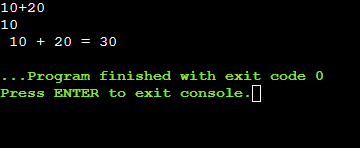 10+20
10
 10 + 20 = 30
...Program finished with exit code 0
Press ENTER to exit console.